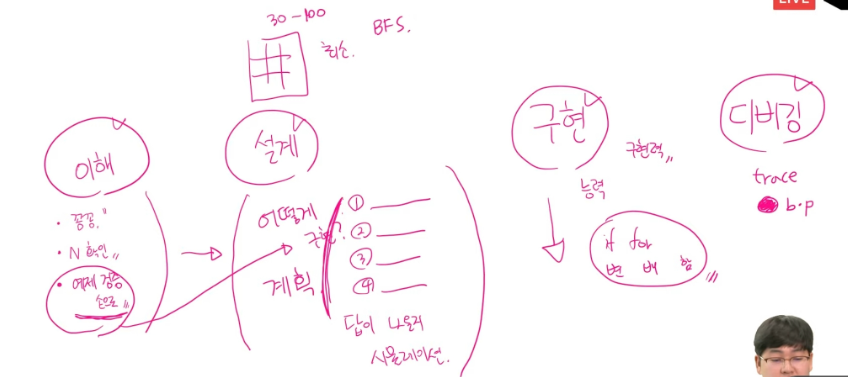 LIVE
30-100
BFS.
최소.
이해
설계
구현
디버깅
· 꼼꼼."
· N 확인"
· 예제 검증
손으로"
어떻게
구현?
계획
①
②
③
④
답이 나올지
시뮬레이션.
구현력"
능력
if for
변 배 함
trace
b.p